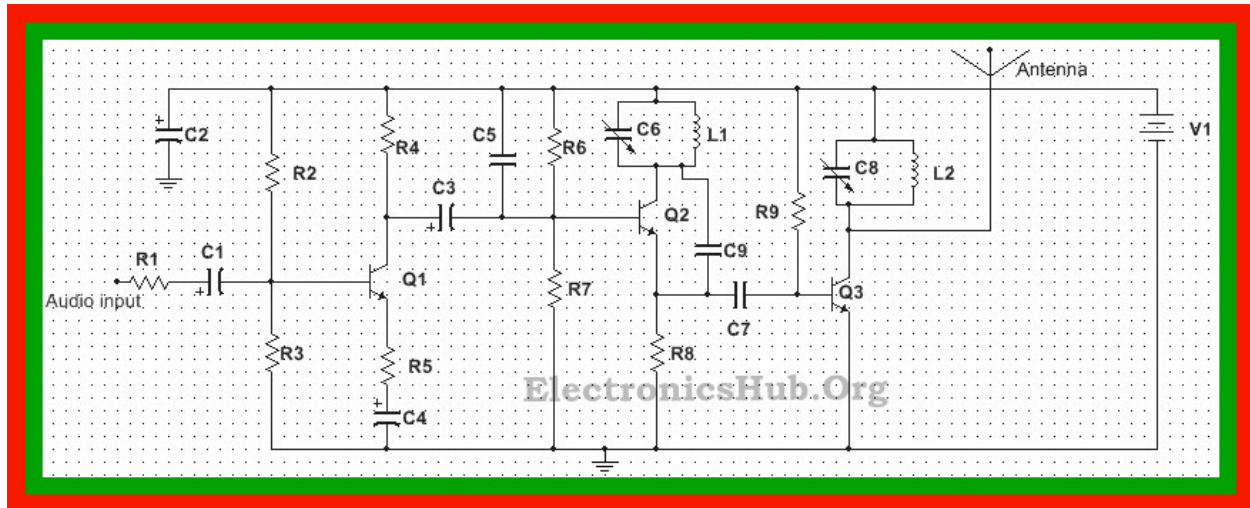 Antenna
C2
R4
C5
R6
C6
L1
V1
R2
C3
C8
L2
Q2
R9
R1
C1
C9
Audio input
Q1
R7
Q3
C7
R3
R5
R8
ElectronicsHub.Org
C4